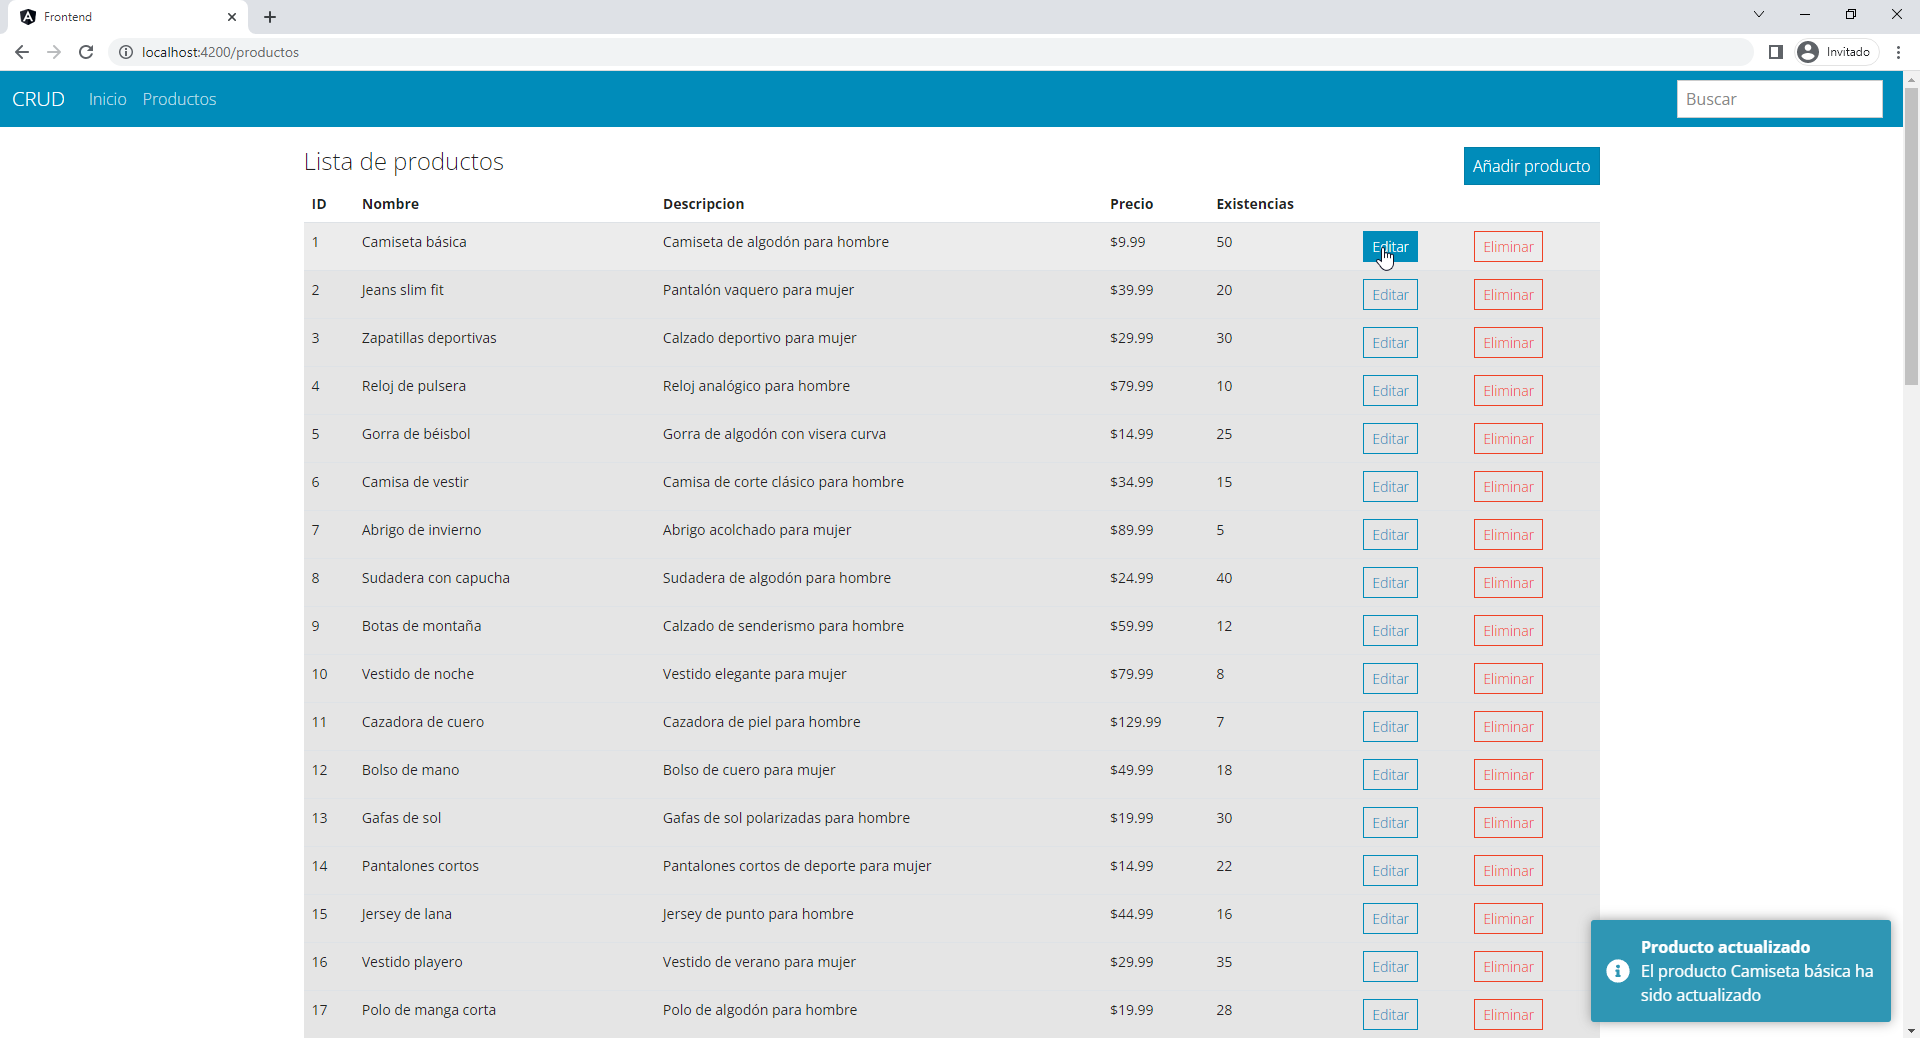 Frontend
localhost:4200/productos
Invitado
CRUD Inicio Productos Buscar
Lista de productos
Añadir producto
ID Nombre Descripcion Precio Existencias
1 Camiseta básica Camiseta de algodón para hombre $9.99 50 Editar Eliminar
2 Jeans slim fit Pantalón vaquero para mujer $39.99 20 Editar Eliminar
3 Zapatillas deportivas Calzado deportivo para mujer $29.99 30 Editar Eliminar
4 Reloj de pulsera Reloj analógico para hombre $79.99 10 Editar Eliminar
5 Gorra de béisbol Gorra de algodón con visera curva $14.99 25 Editar Eliminar
6 Camisa de vestir Camisa de corte clásico para hombre $34.99 15 Editar Eliminar
7 Abrigo de invierno Abrigo acolchado para mujer $89.99 5 Editar Eliminar
8 Sudadera con capucha Sudadera de algodón para hombre $24.99 40 Editar Eliminar
9 Botas de montaña Calzado de senderismo para hombre $59.99 12 Editar Eliminar
10 Vestido de noche Vestido elegante para mujer $79.99 8 Editar Eliminar
11 Cazadora de cuero Cazadora de piel para hombre $129.99 7 Editar Eliminar
12 Bolso de mano Bolso de cuero para mujer $49.99 18 Editar Eliminar
13 Gafas de sol Gafas de sol polarizadas para hombre $19.99 30 Editar Eliminar
14 Pantalones cortos Pantalones cortos de deporte para mujer $14.99 22 Editar Eliminar
15 Jersey de lana Jersey de punto para hombre $44.99 16 Editar Eliminar
16 Vestido playero Vestido de verano para mujer $29.99 35 Editar Eliminar
17 Polo de manga corta Polo de algodón para hombre $19.99 28 Editar Eliminar
Producto actualizado
El producto Camiseta básica ha
sido actualizado